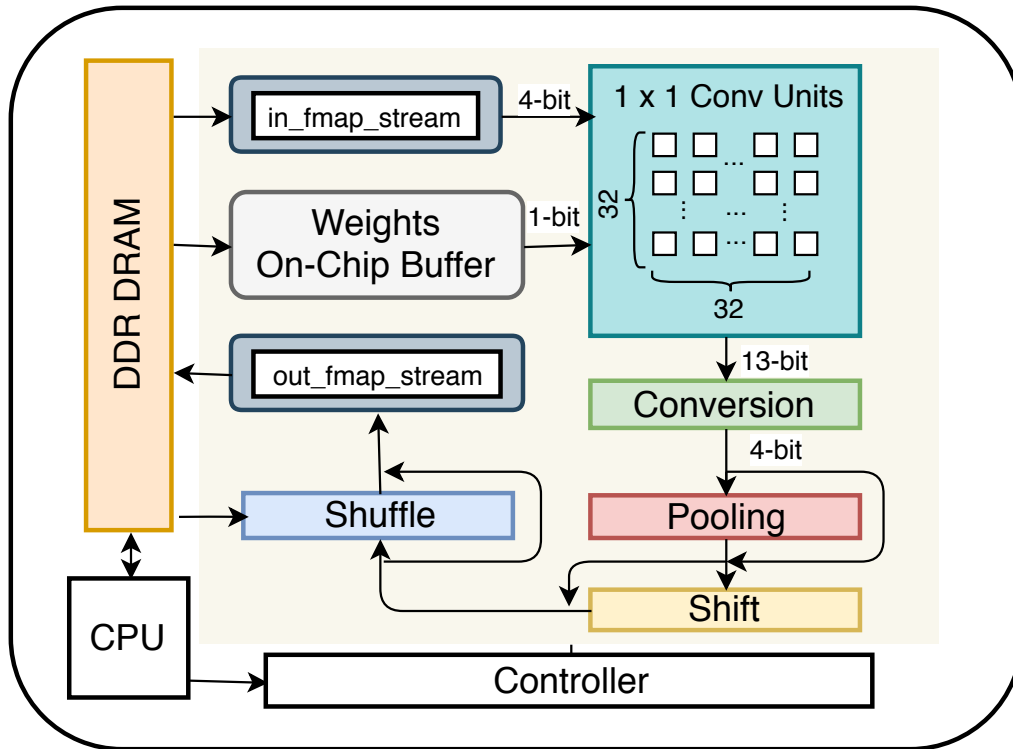 DDR DRAM
in_fmap_stream
4-bit
1 x 1 Conv Units
...
32
...
...
...
...
32
Weights
On-Chip Buffer
1-bit
out_fmap_stream
13-bit
Conversion
4-bit
Shuffle
Pooling
Shift
CPU
Controller